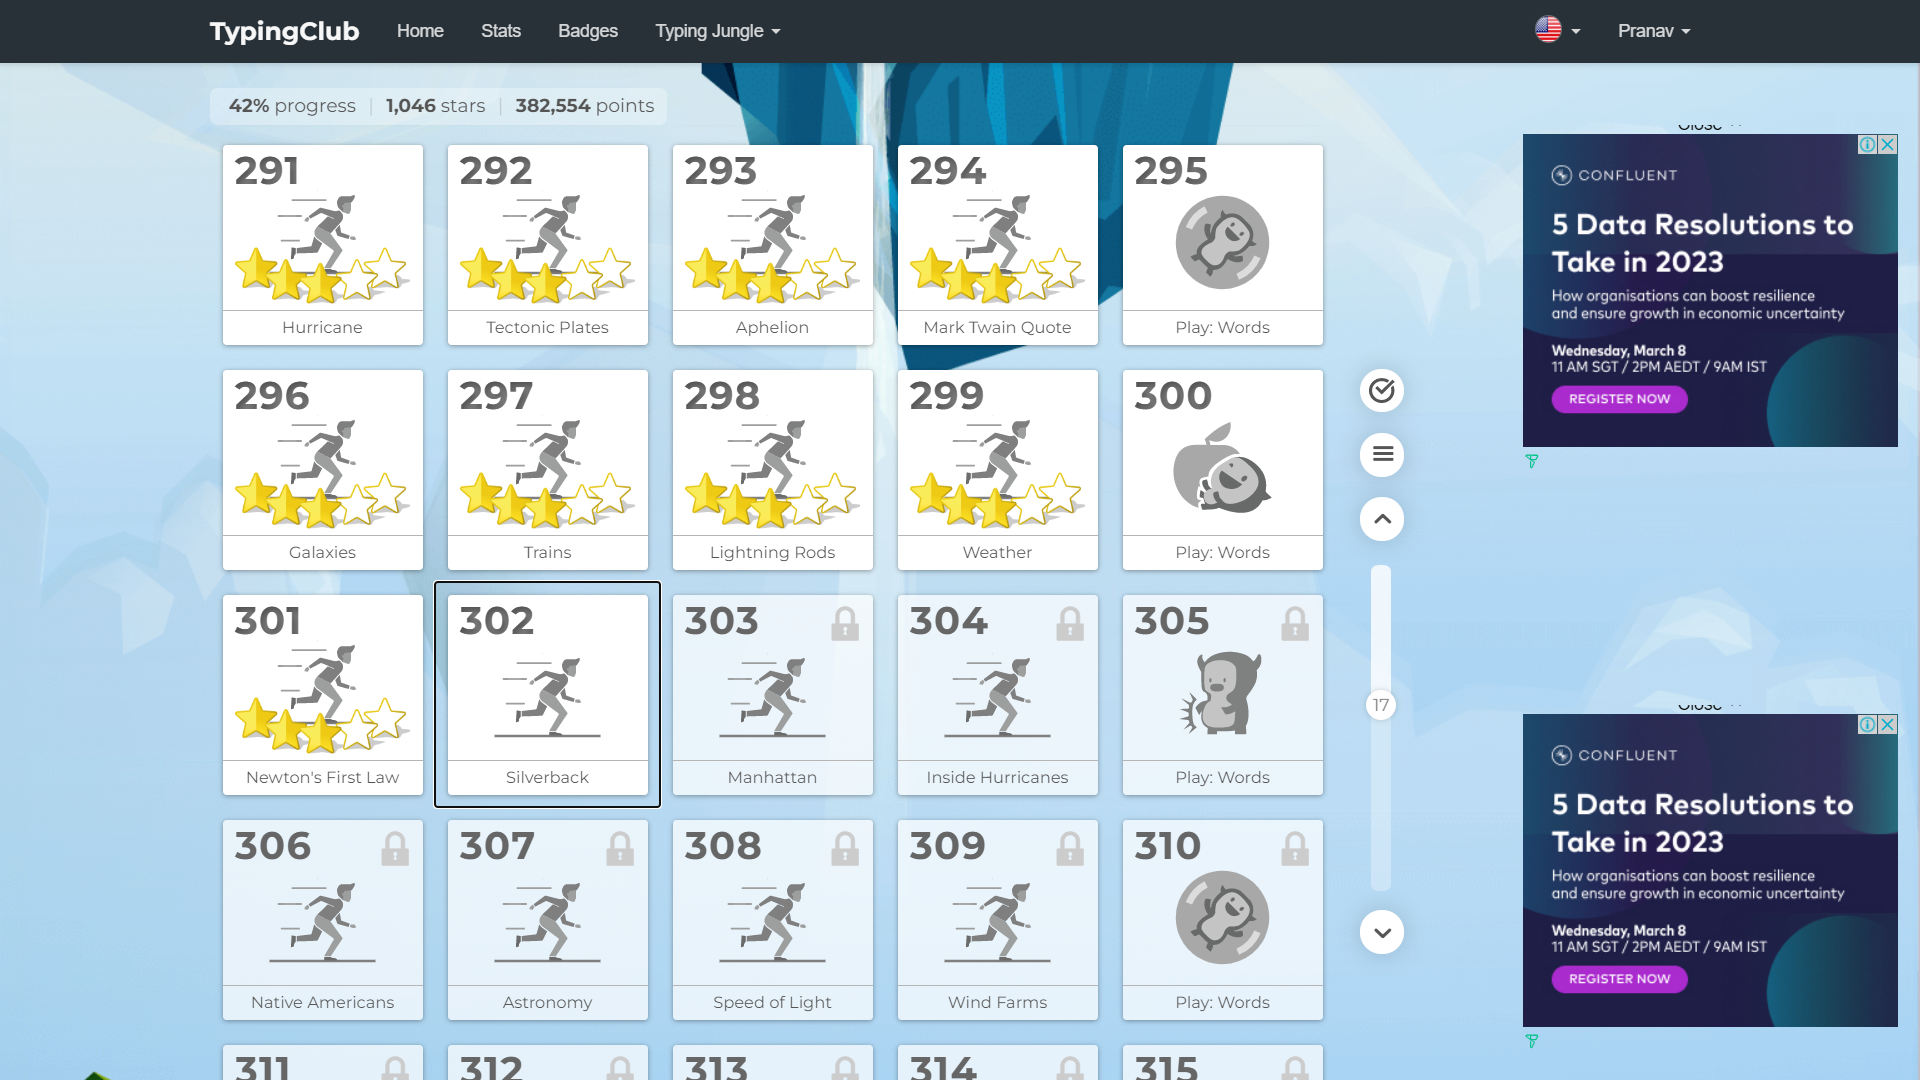 TypingClub
Home
Stats
Badges
Typing Jungle
Pranav
42% progress
1,046 stars
382,554 points
291
292
293
294
295
Hurricane
Tectonic Plates
Aphelion
Mark Twain Quote
Play: Words
296
297
298
299
300
Galaxies
Trains
Lightning Rods
Weather
Play: Words
301
302
303
304
305
Newton's First Law
Silverback
Manhattan
Inside Hurricanes
Play: Words
306
307
308
309
310
Native Americans
Astronomy
Speed of Light
Wind Farms
Play: Words
311
312
313
314
315
17
Close
CONFLUENT
5 Data Resolutions to
Take in 2023
How organisations can boost resilience
and ensure growth in economic uncertainty
Wednesday, March 8
11 AM SGT / 2PM AEDT / 9AM IST
REGISTER NOW
Close
CONFLUENT
5 Data Resolutions to
Take in 2023
How organisations can boost resilience
and ensure growth in economic uncertainty
Wednesday, March 8
11 AM SGT / 2PM AEDT / 9AM IST
REGISTER NOW